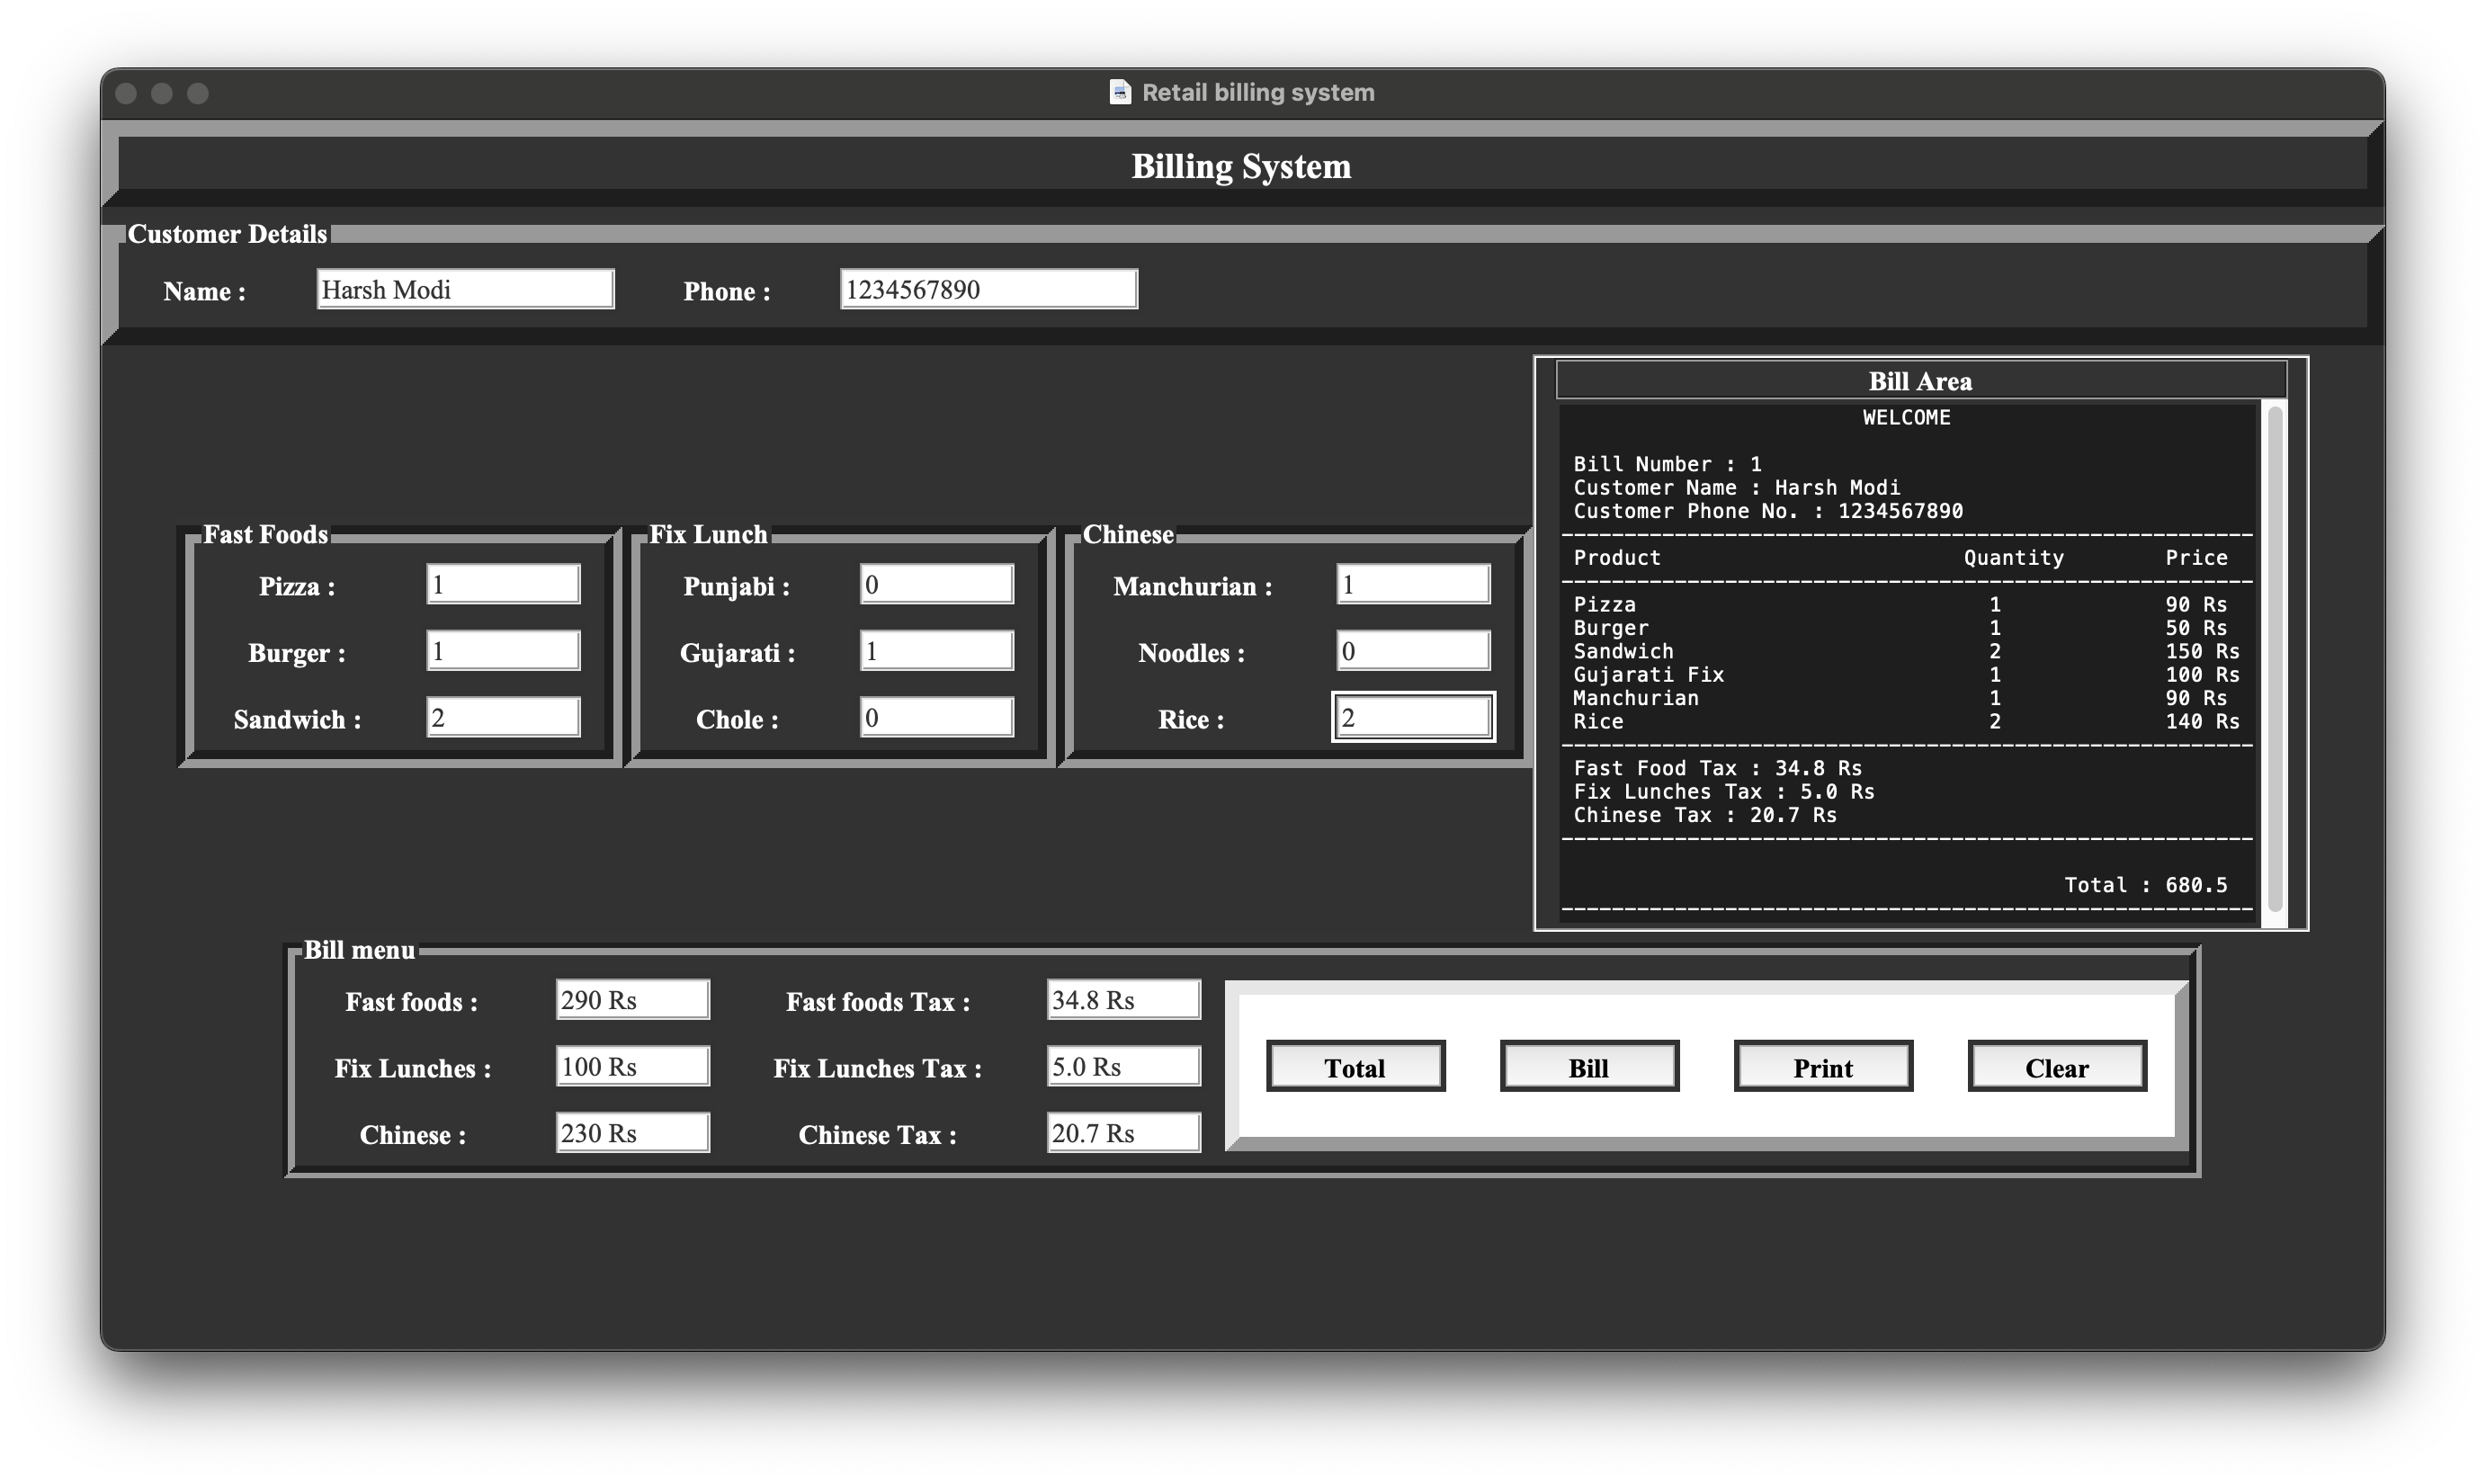 Retail billing system
Billing System
Customer Details
Name : Harsh Modi Phone : 1234567890
Fast Foods
Pizza : 1
Burger : 1
Sandwich : 2
Fix Lunch
Punjabi : 0
Gujarati : 1
Chole : 0
Chinese
Manchurian : 1
Noodles : 0
Rice : 2
Bill Area
WELCOME
Bill Number : 1
Customer Name : Harsh Modi
Customer Phone No. : 1234567890
Product Quantity Price
Pizza 1 90 Rs
Burger 1 50 Rs
Sandwich 2 150 Rs
Gujarati Fix 1 100 Rs
Manchurian 1 90 Rs
Rice 2 140 Rs
Fast Food Tax : 34.8 Rs
Fix Lunches Tax : 5.0 Rs
Chinese Tax : 20.7 Rs
Total : 680.5
Bill menu
Fast foods : 290 Rs Fast foods Tax : 34.8 Rs
Fix Lunches : 100 Rs Fix Lunches Tax : 5.0 Rs
Chinese : 230 Rs Chinese Tax : 20.7 Rs
Total Bill Print Clear